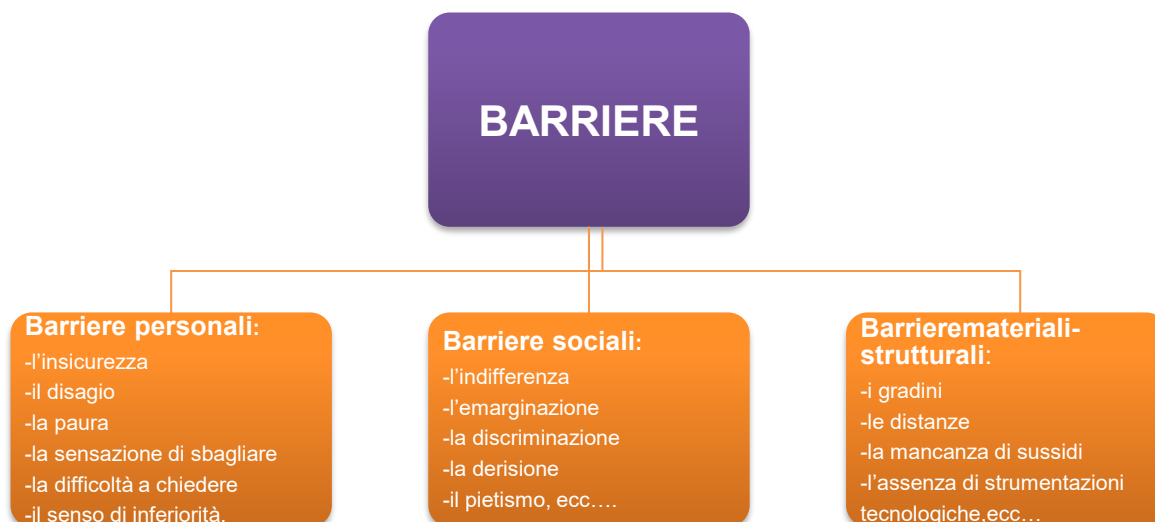 BARRIERE
Barriere personali:
-l’insicurezza
-il disagio
-la paura
-la sensazione di sbagliare
-la difficoltà a chiedere
-il senso di inferiorità.
Barriere sociali:
-l’indifferenza
-l’emarginazione
-la discriminazione
-la derisione
-il pietismo, ecc….
Barrieremateriali-
strutturali:
-i gradini
-le distanze
-la mancanza di sussidi
-l’assenza di strumentazioni
tecnologiche,ecc…